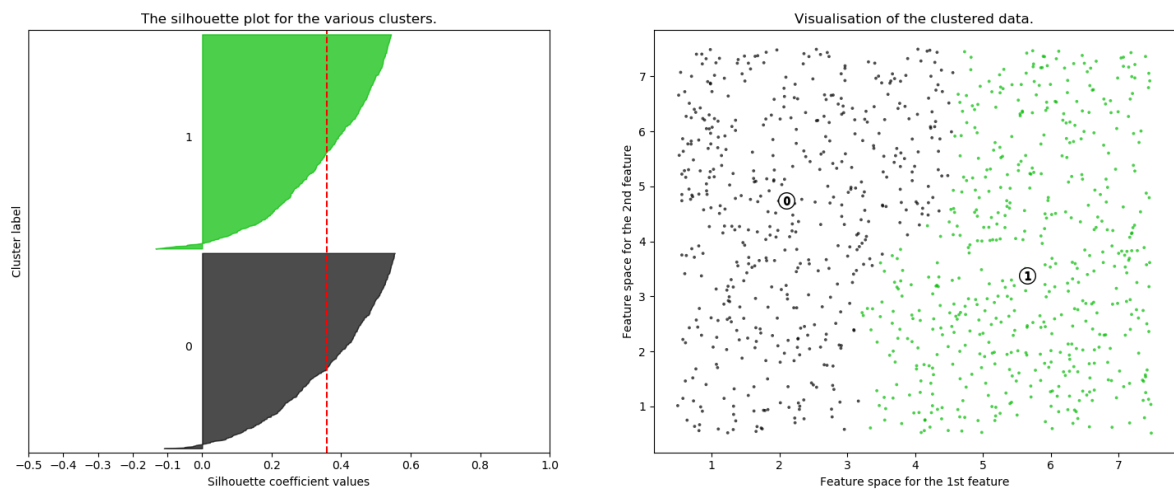 The silhouette plot for the various clusters.
Cluster label
1
0
-0.5 -0.4 -0.3 -0.2 -0.1 0.0 0.2 0.4 0.6 0.8 1.0
Silhouette coefficient values
Visualisation of the clustered data.
Feature space for the 2nd feature
7
6
5
4
3
2
1
0
1
1 2 3 4 5 6 7
Feature space for the 1st feature